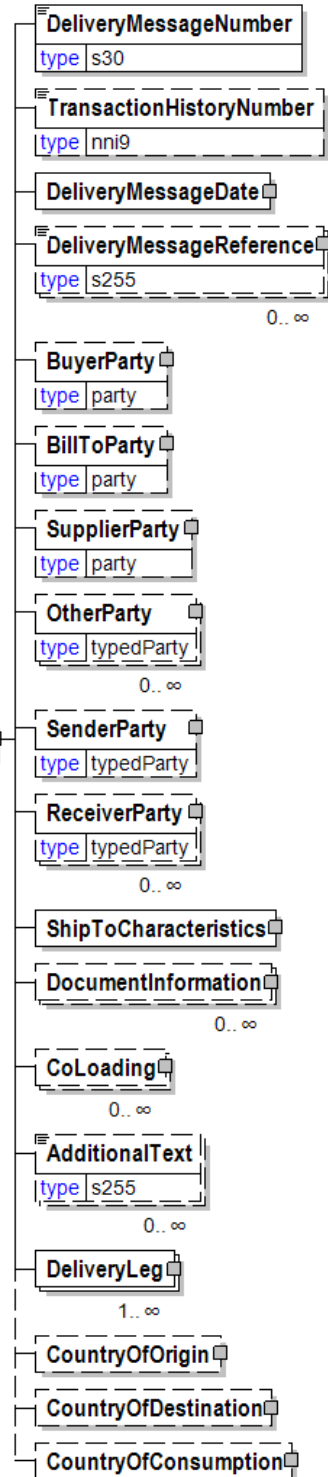 DeliveryMessageNumber
type s30
TransactionHistoryNumber
type nni9
DeliveryMessageDate
DeliveryMessageReference
type s255
0.. ∞
BuyerParty
type party
BillToParty
type party
SupplierParty
type party
OtherParty
type typedParty
0.. ∞
SenderParty
type typedParty
ReceiverParty
type typedParty
0.. ∞
ShipToCharacteristics
DocumentInformation
0.. ∞
CoLoading
0.. ∞
AdditionalText
type s255
0.. ∞
DeliveryLeg
1.. ∞
CountryOfOrigin
CountryOfDestination
CountryOfConsumption